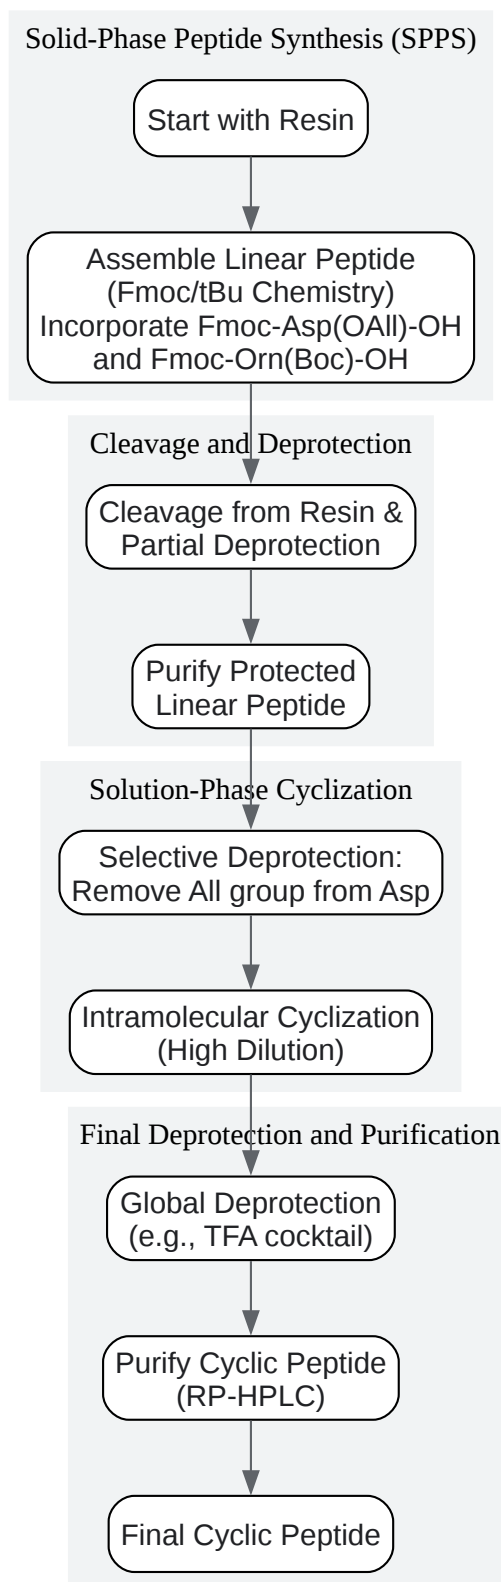 Solid-Phase Peptide Synthesis (SPPS)
Start with Resin
Assemble Linear Peptide
(Fmoc/tBu Chemistry)
Incorporate Fmoc-Asp(OAll)-OH
and Fmoc-Orn(Boc)-OH
Cleavage and Deprotection
Cleavage from Resin &
Partial Deprotection
Purify Protected
Linear Peptide
Solution-Phase Cyclization
Selective Deprotection:
Remove All group from Asp
Intramolecular Cyclization
(High Dilution)
Final Deprotection and Purification
Global Deprotection
(e.g., TFA cocktail)
Purify Cyclic Peptide
(RP-HPLC)
Final Cyclic Peptide